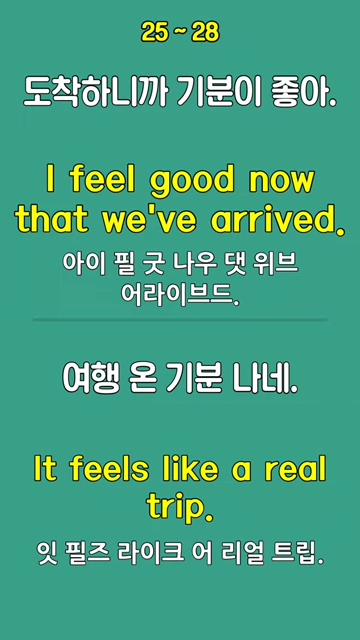 25 ~ 28
도착하니까 기분이 좋아.
I feel good now
that we've arrived.
아이 필 굿 나우 댓 위브
어라이브드.
여행 온 기분 나네.
It feels like a real
trip.
잇 필즈 라이크 어 리얼 트립.